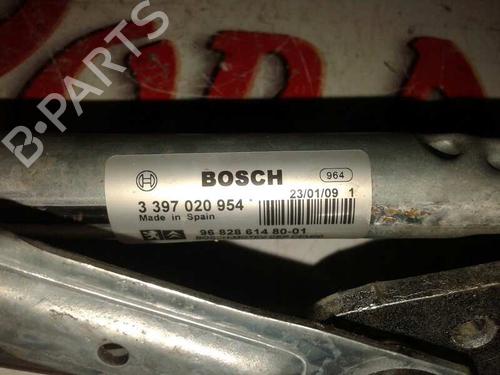 B-PARTS
BOSCH
964
3 397 020 954
23/01/09 1
Made in Spain
96 828 614 80-01